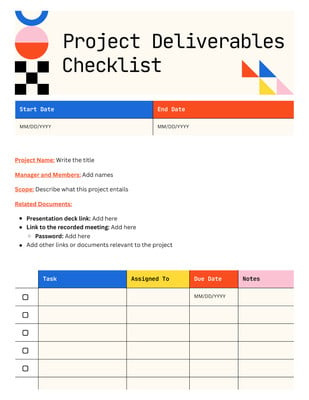 Project Deliverables
Checklist
Start Date End Date
MM/DD/YYYY MM/DD/YYYY
Project Name: Write the title
Manager and Members: Add names
Scope: Describe what this project entails
Related Documents:
Presentation deck link: Add here
Link to the recorded meeting: Add here
Password: Add here
Add other links or documents relevant to the project
Task Assigned To Due Date Notes
MM/DD/YYYY